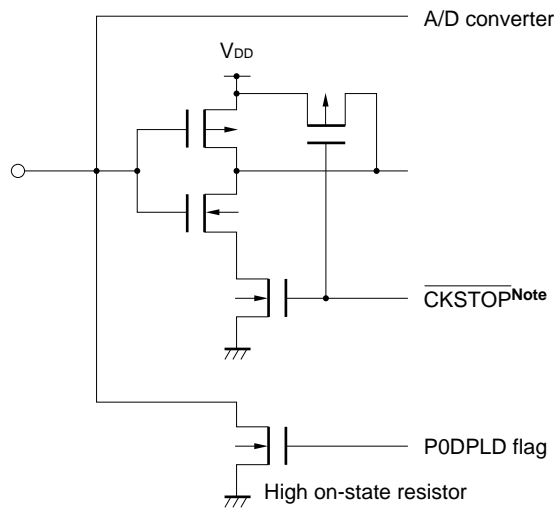 A/D converter
VDD
CKSTOPNote
P0DPLD flag
High on-state resistor